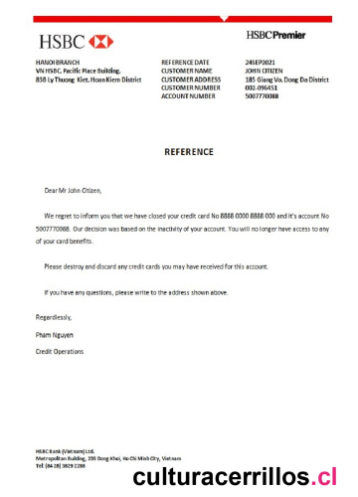 HSBC
HSBC Premier
HANOI BRANCH
VN HSBC, Pacific Place Building,
83B Ly Thuong Kiet, Hoan Kiem District
REFERENCE DATE 24SEP2021
CUSTOMER NAME JOHN CITIZEN
CUSTOMER ADDRESS 185 Giang Vo, Dong Da District
CUSTOMER NUMBER 002-096451
ACCOUNT NUMBER 5007770088
REFERENCE
Dear Mr John Citizen,
We regret to inform you that we have closed your credit card No 8888 0000 8888 000 and it's account No
5007770088. Our decision was based on the inactivity of your account. You will no longer have access to any
of your card benefits.
Please destroy and discard any credit cards you may have received for this account.
If you have any questions, please write to the address shown above.
Regardlessly,
Pham Nguyen
Credit Operations
HSBC Bank (Vietnam) Ltd.
Metropolitan Building, 235 Dong Khoi, Ho Chi Minh City, Vietnam
Tel: (84 28) 3829 2288
culturacerrillos.cl